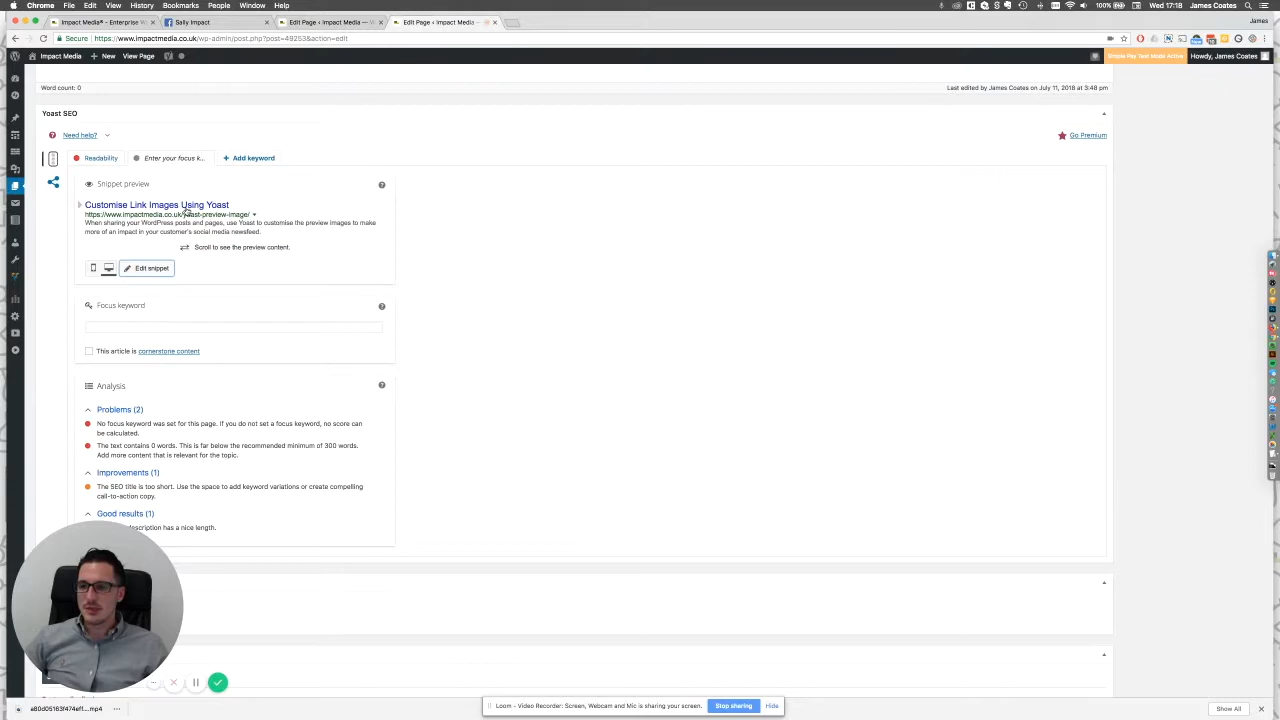 Chrome File Edit View History Bookmarks People Window Help
100% Wed 17:18 James Coates
Impact Media® - Enterprise W
Sally Impact
Edit Page ‹ Impact Media — W
Edit Page ‹ Impact Media —
James
Secure https://www.impactmedia.co.uk/wp-admin/post.php?post=49253&action=edit
Impact Media New View Page
Simple Pay Test Mode Active Howdy, James Coates
Word count: 0
Last edited by James Coates on July 11, 2018 at 3:48 pm
Yoast SEO
Need help?
Go Premium
Readability Enter your focus k... + Add keyword
Snippet preview
Customise Link Images Using Yoast
https://www.impactmedia.co.uk/yoast-preview-image/
When sharing your WordPress posts and pages, use Yoast to customise the preview images to make
more of an impact in your customer's social media newsfeed.
Scroll to see the preview content.
Edit snippet
Focus keyword
This article is cornerstone content
Analysis
Problems (2)
No focus keyword was set for this page. If you do not set a focus keyword, no score can
be calculated.
The text contains 0 words. This is far below the recommended minimum of 300 words.
Add more content that is relevant for the topic.
Improvements (1)
The SEO title is too short. Use the space to add keyword variations or create compelling
call-to-action copy.
Good results (1)
description has a nice length.
Loom - Video Recorder: Screen, Webcam and Mic is sharing your screen. Stop sharing Hide
Show All